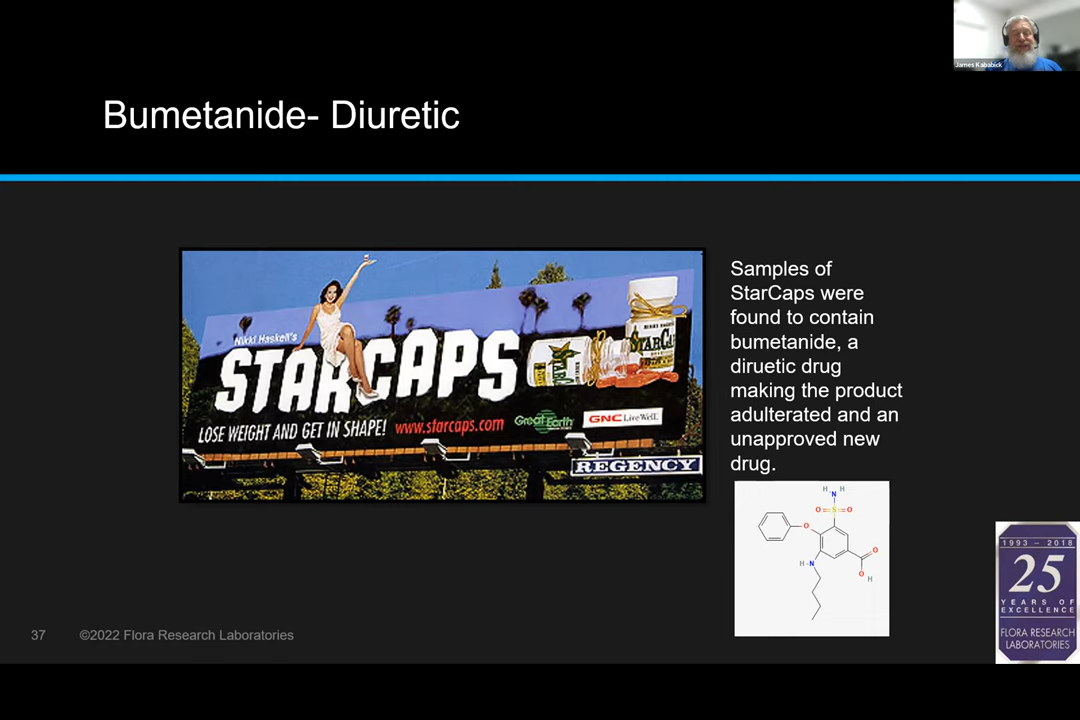 James Kababick
Bumetanide- Diuretic
Nikki Haskell's
STARCAPS
LOSE WEIGHT AND GET IN SHAPE! www.starcaps.com
Great Earth
GNC Live Well.
REGENCY
Samples of
StarCaps were
found to contain
bumetanide, a
diruetic drug
making the product
adulterated and an
unapproved new
drug.
H H
N
O S O
O
H N
O
O
H
1993 – 2018
25
YEARS OF
EXCELLENCE
FLORA RESEARCH
LABORATORIES
37 ©2022 Flora Research Laboratories